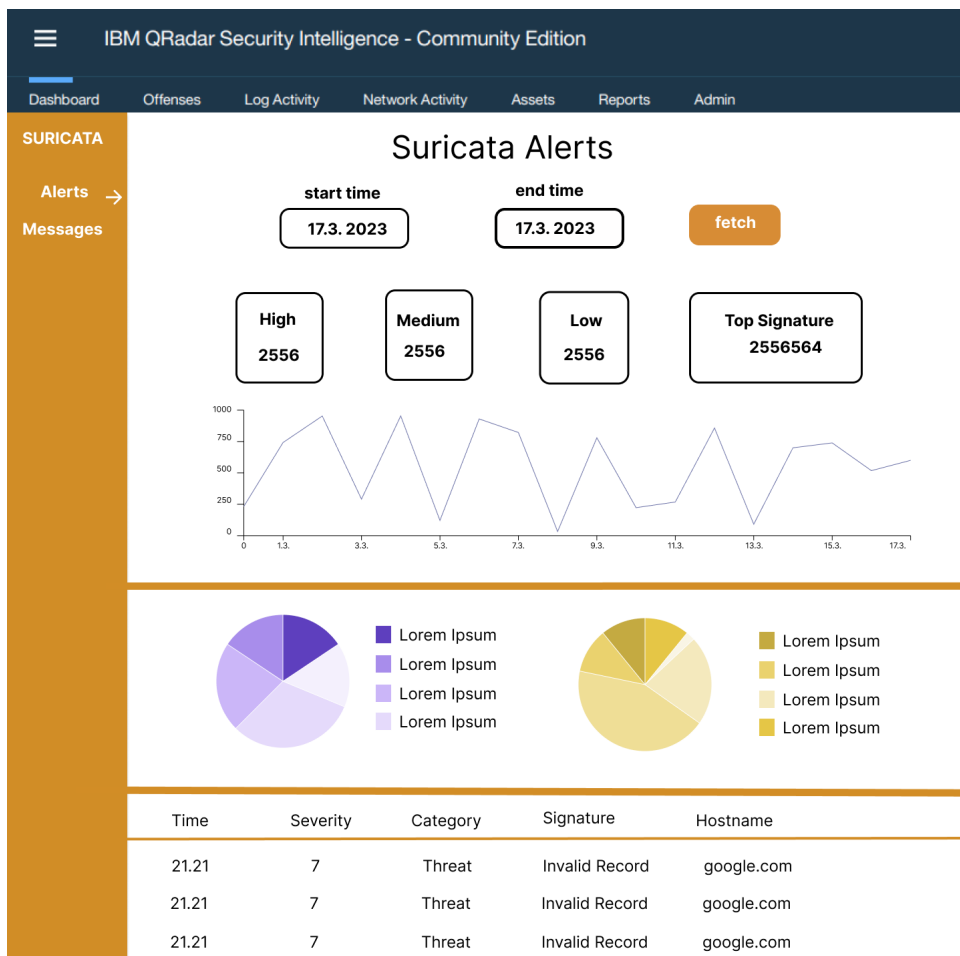 IBM QRadar Security Intelligence - Community Edition
Dashboard Offenses Log Activity Network Activity Assets Reports Admin
SURICATA
Alerts →
Messages
Suricata Alerts
start time end time
17.3. 2023 17.3. 2023 fetch
High Medium Low Top Signature
2556 2556 2556 2556564
1000
750
500
250
0
0 1.3. 3.3. 5.3. 7.3. 9.3. 11.3. 13.3. 15.3. 17.3.
Lorem Ipsum
Lorem Ipsum
Lorem Ipsum
Lorem Ipsum
Lorem Ipsum
Lorem Ipsum
Lorem Ipsum
Lorem Ipsum
Time Severity Category Signature Hostname
21.21 7 Threat Invalid Record google.com
21.21 7 Threat Invalid Record google.com
21.21 7 Threat Invalid Record google.com